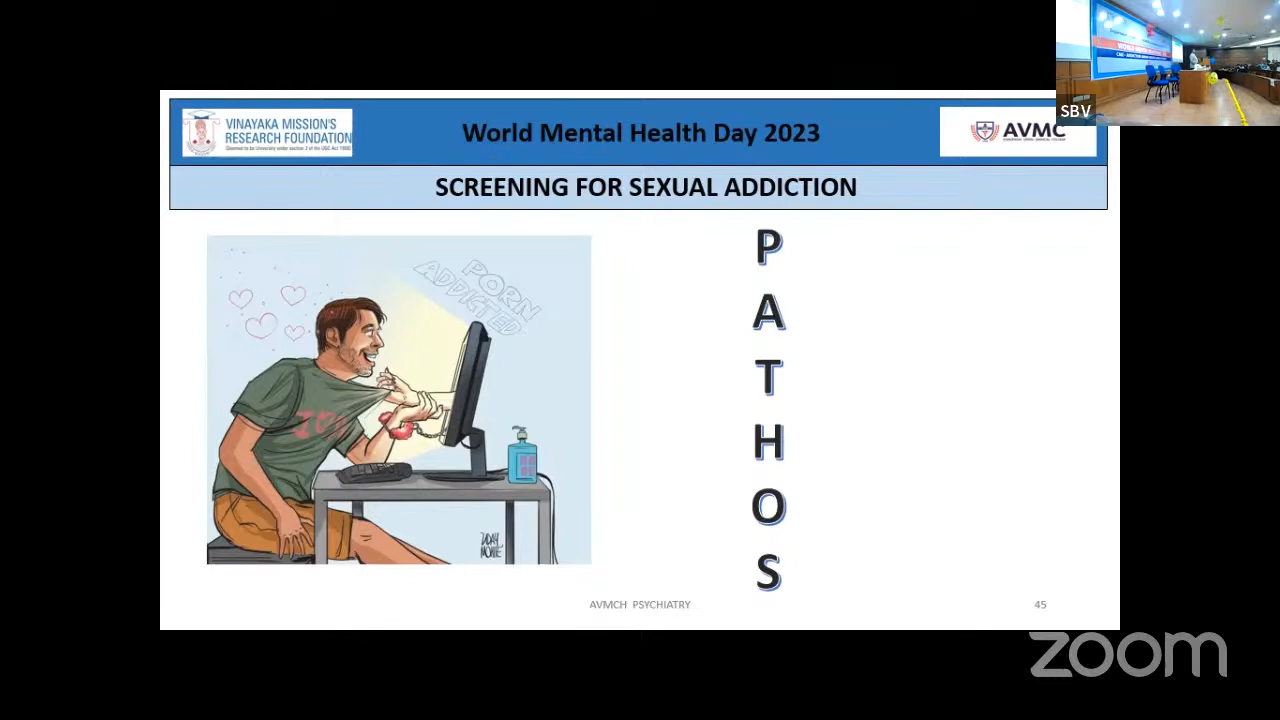 VINAYAKA MISSION'S
RESEARCH FOUNDATION
World Mental Health Day 2023
AVMC
SBV
SCREENING FOR SEXUAL ADDICTION
PORN
ADDICTED
P
A
T
H
O
S
AVMCH PSYCHIATRY
45
zoom